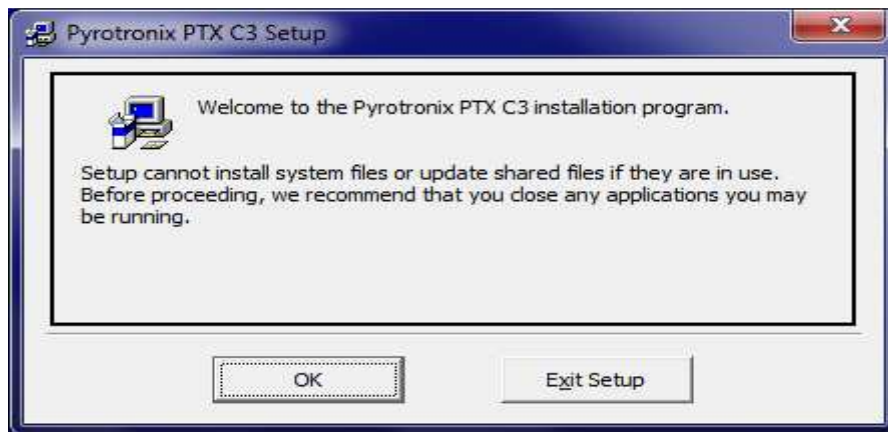 Pyrotronix PTX C3 Setup
Welcome to the Pyrotronix PTX C3 installation program.
Setup cannot install system files or update shared files if they are in use.
Before proceeding, we recommend that you close any applications you may
be running.
OK
Exit Setup